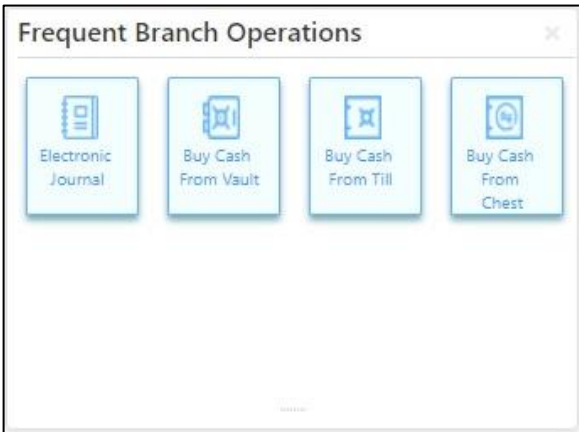 Frequent Branch Operations
Electronic
Journal
Buy Cash
From Vault
Buy Cash
From Till
Buy Cash
From
Chest